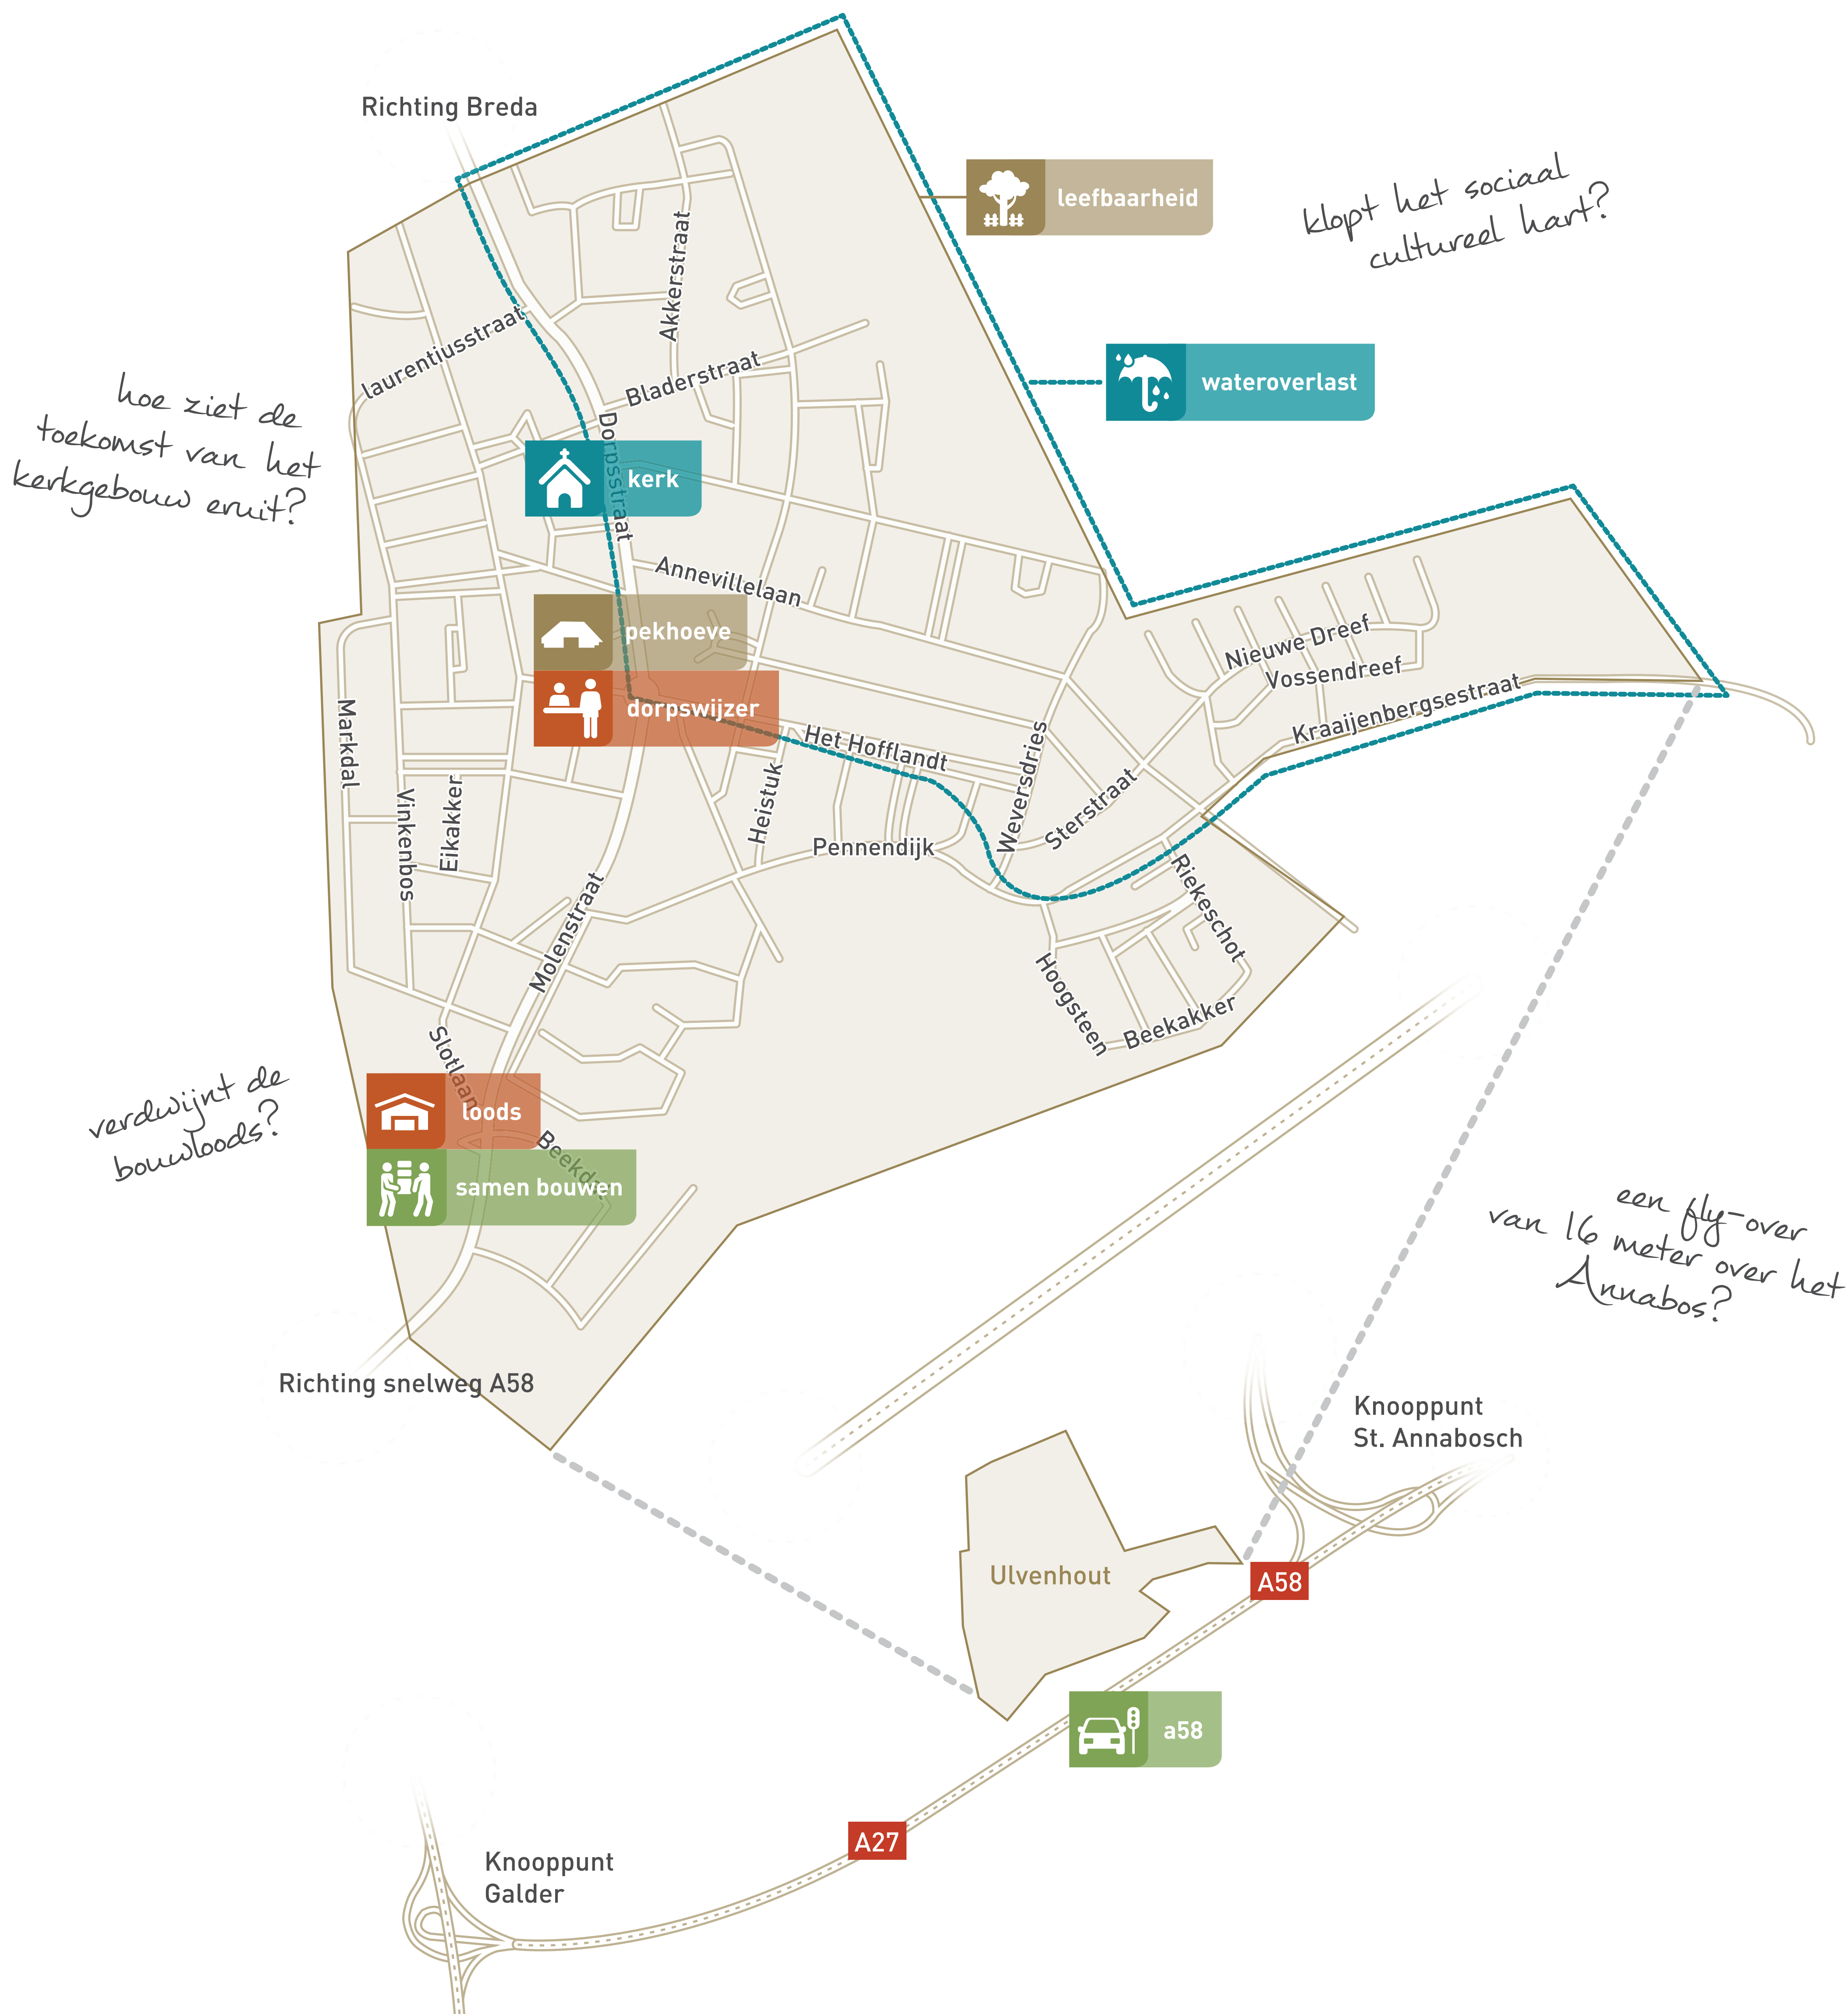 Richting Breda
leefbaarheid
klopt het sociaal
cultureel hart?
Akkerstraat
laurentiusstraat
Bladerstraat
wateroverlast
hoe ziet de
toekomst van het
kerkgebouw eruit?
Dorpsstraat
kerk
Annevillelaan
pekhoeve
dorpswijzer
Nieuwe Dreef
Vossendreef
Kraaijenbergsestraat
Het Hofflandt
Markdal
Vinkenbos
Eikakker
Heistuk
Weversdries
Sterstraat
Pennendijk
Riekeschot
Molenstraat
Hoogsteen
Beekakker
Slotlaan
verdwijnt de
bouwloods?
loods
samen bouwen
een fly-over
van 16 meter over het
Annabos?
Richting snelweg A58
Knooppunt
St. Annabosch
Ulvenhout
A58
a58
A27
Knooppunt
Galder